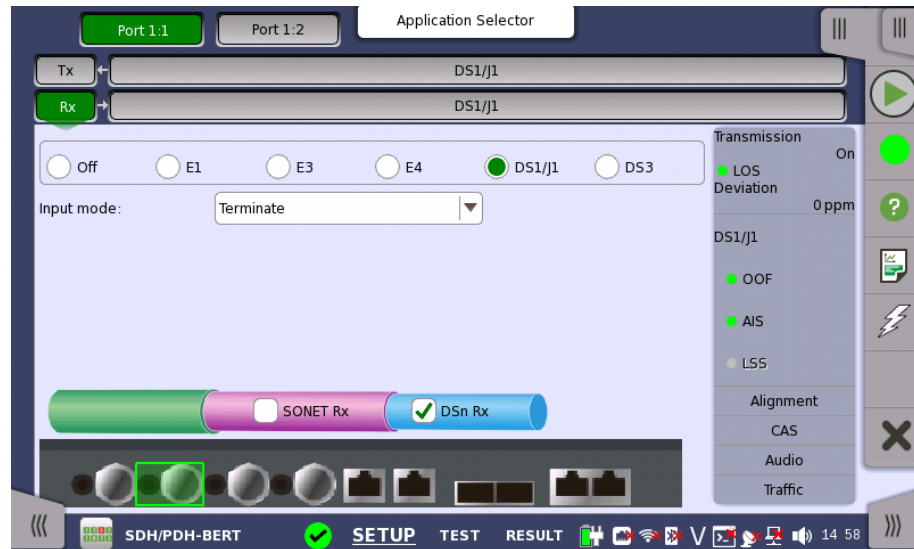 Port 1:1
Port 1:2
Application Selector
Tx
DS1/J1
Rx
DS1/J1
Off
E1
E3
E4
DS1/J1
DS3
Input mode:
Terminate
Transmission
On
LOS
Deviation
0 ppm
DS1/J1
OOF
AIS
LSS
Alignment
CAS
Audio
Traffic
SONET Rx
DSn Rx
SDH/PDH-BERT
SETUP
TEST
RESULT
V
14 58